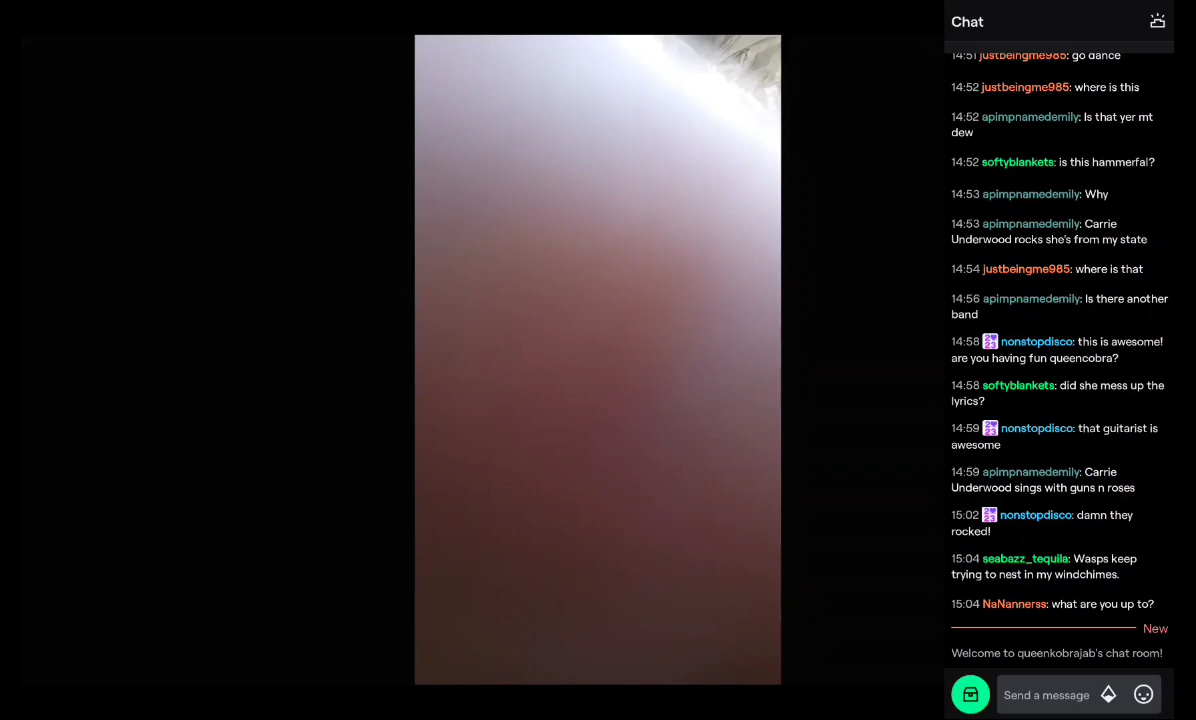 Chat
14:51 justbeingme985: go dance
14:52 justbeingme985: where is this
14:52 apimpnamedemily: Is that yer mt
dew
14:52 softyblankets: is this hammerfal?
14:53 apimpnamedemily: Why
14:53 apimpnamedemily: Carrie
Underwood rocks she's from my state
14:54 justbeingme985: where is that
14:56 apimpnamedemily: Is there another
band
14:58 nonstopdisco: this is awesome!
are you having fun queencobra?
14:58 softyblankets: did she mess up the
lyrics?
14:59 nonstopdisco: that guitarist is
awesome
14:59 apimpnamedemily: Carrie
Underwood sings with guns n roses
15:02 nonstopdisco: damn they
rocked!
15:04 seabazz_tequila: Wasps keep
trying to nest in my windchimes.
15:04 NaNannerss: what are you up to?
New
Welcome to queenkobrajab's chat room!
Send a message